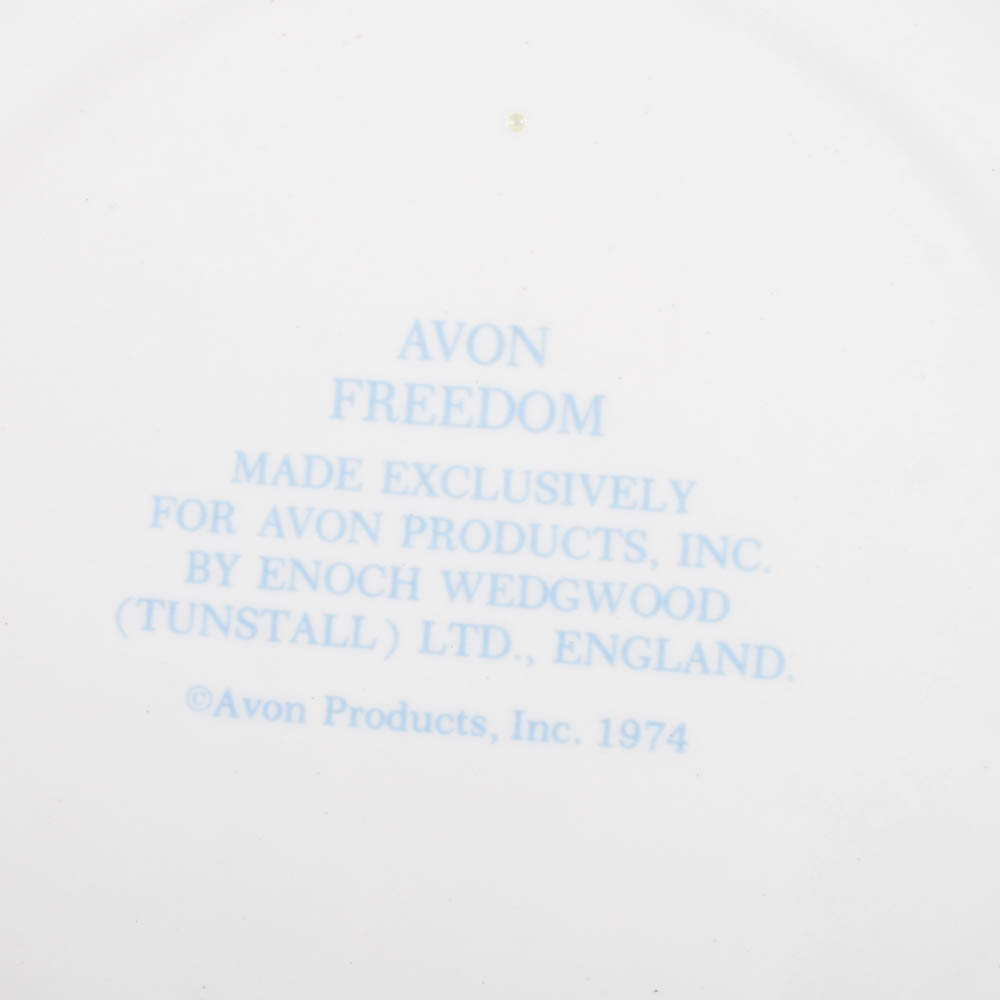 AVON
FREEDOM
MADE EXCLUSIVELY
FOR AVON PRODUCTS, INC.
BY ENOCH WEDGWOOD
(TUNSTALL) LTD., ENGLAND.
©Avon Products, Inc. 1974